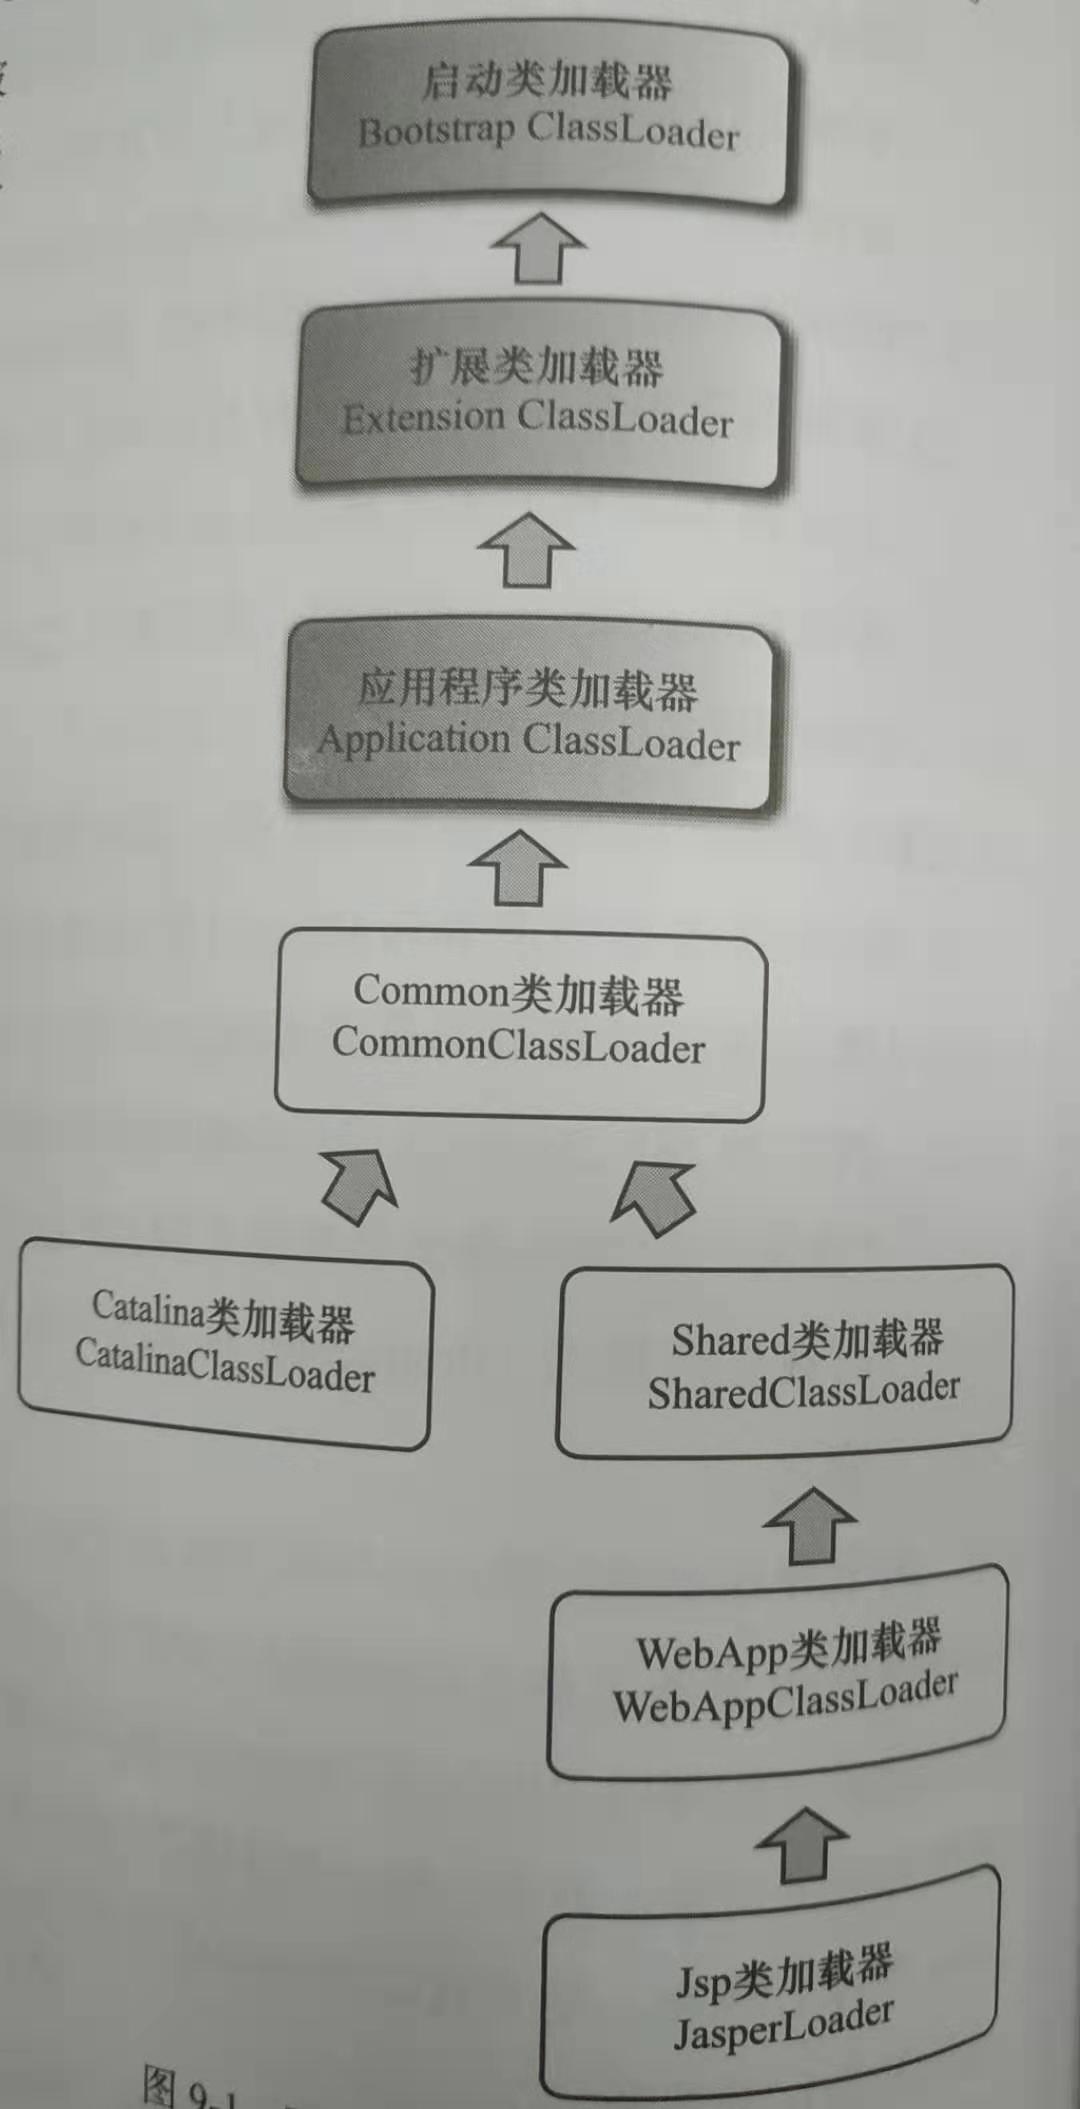 启动类加载器
Bootstrap ClassLoader
扩展类加载器
Extension ClassLoader
应用程序类加载器
Application ClassLoader
Common类加载器
CommonClassLoader
Catalina类加载器
CatalinaClassLoader
Shared类加载器
SharedClassLoader
WebApp类加载器
WebAppClassLoader
Jsp类加载器
JasperLoader
图 9-1